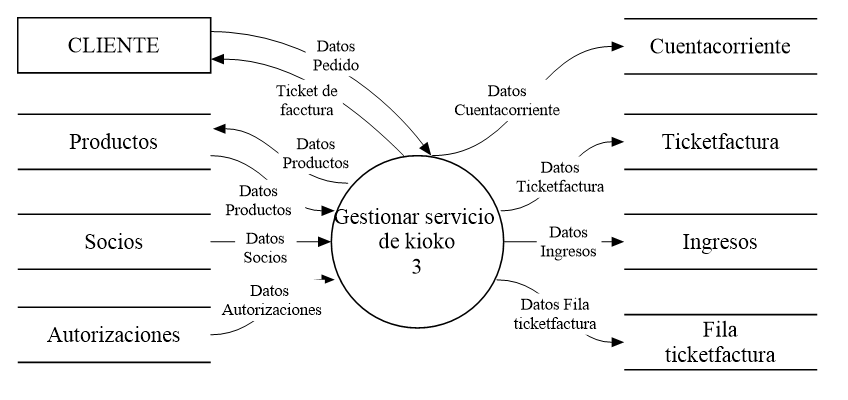 CLIENTE
Datos
Pedido
Ticket de
facctura
Productos
Datos
Productos
Datos
Productos
Socios
Datos
Socios
Autorizaciones
Datos
Autorizaciones
Gestionar servicio
de kioko
3
Datos
Cuentacorriente
Cuentacorriente
Datos
Ticketfactura
Ticketfactura
Datos
Ingresos
Ingresos
Datos Fila
ticketfactura
Fila
ticketfactura